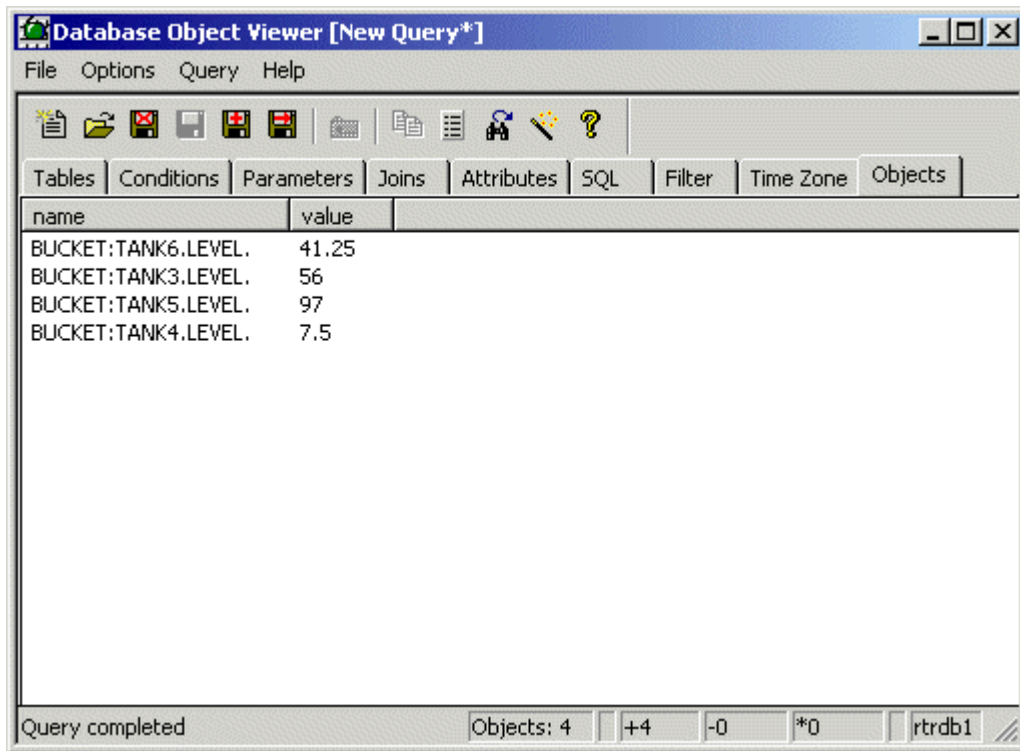 Database Object Viewer [New Query*]
File Options Query Help
Tables Conditions Parameters Joins Attributes SQL Filter Time Zone Objects
name value
BUCKET:TANK6.LEVEL. 41.25
BUCKET:TANK3.LEVEL. 56
BUCKET:TANK5.LEVEL. 97
BUCKET:TANK4.LEVEL. 7.5
Query completed Objects: 4 +4 -0 *0 rtrdb1